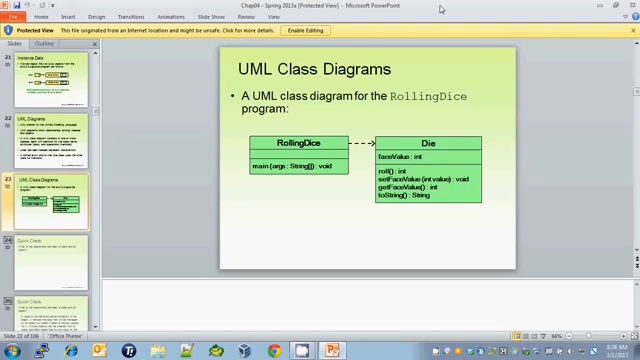 Chap04 - Spring 2013a [Protected View] - Microsoft PowerPoint
File Home Insert Design Transitions Animations Slide Show Review View
Protected View This file originated from an Internet location and might be unsafe. Click for more details. Enable Editing
Slides Outline
21
Instance Data
22
UML Diagrams
23
UML Class Diagrams
24
Quick Check
25
Quick Check
UML Class Diagrams
• A UML class diagram for the RollingDice
program:
RollingDice
main (args : String[]) : void
Die
faceValue : int
roll() : int
setFaceValue (int value) : void
getFaceValue() : int
toString() : String
Slide 23 of 106 "Office Theme" 66%
8:38 AM
3/1/2013